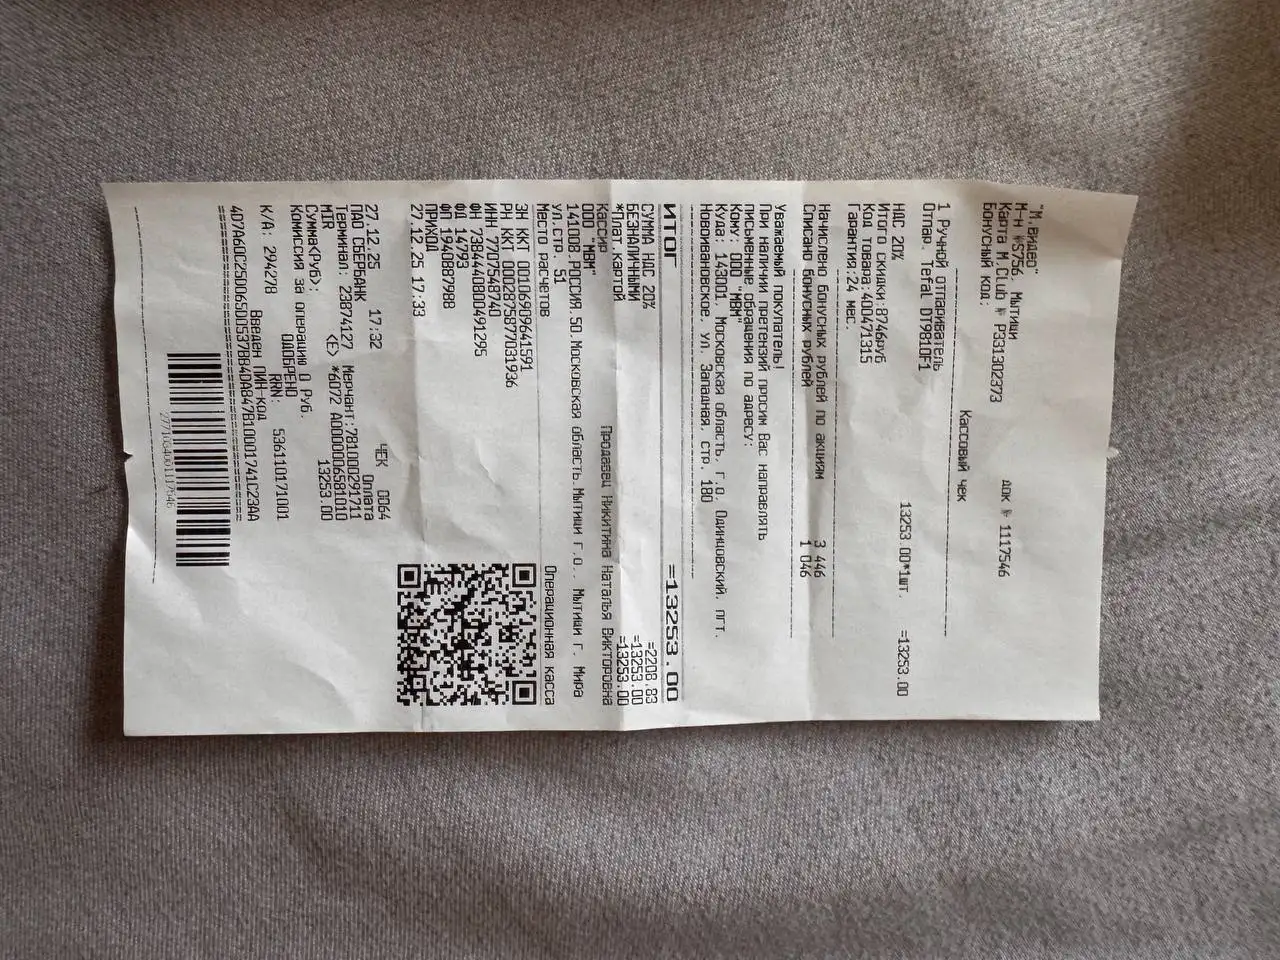 "М.Видео"
М-н №S756, Мытищи
Карта M.Club № P331302373 док № 1117546
Бонусный код:
Кассовый чек
1 Ручной отпариватель
Отпар. Tefal DT9810F1
13253.00*1шт. =13253.00
НДС 20%
Итого скидки:8746руб
Код товара:400471315
Гарантия:24 мес.
Начислено бонусных рублей по акциям 3 446
Списано бонусных рублей 1 046
Уважаемый покупатель!
При наличии претензий просим Вас направлять
письменные обращения по адресу:
Кому: ООО "МВМ"
Куда: 143001, Московская область, г.о. Одинцовский, пгт.
Новоивановское, ул. Западная, стр. 180
ИТОГ =13253.00
СУММА НДС 20% =2208.83
БЕЗНАЛИЧНЫМИ =13253.00
*Плат.картой =13253.00
Кассир Продавец Никитина Наталья Викторовна
ООО "МВМ"
141008,РОССИЯ,50,Московская область,Мытищи г.о., Мытищи г, Мира
ул,стр. 51
Место расчетов Операционная касса
ЗН ККТ 00106909641591
РН ККТ 0002875877031936
ИНН 7707548740
ФН 7384440800491295
ФД 14793
ФП 1940887988
ПРИХОД
27.12.25 17:33
27.12.25 17:32 ЧЕК 0064
ПАО СБЕРБАНК Оплата
Терминал: 23874127 Мерчант:781000291711
MIR <E> *6072 A0000006581010
Сумма(Руб): 13253.00
Комиссия за операцию 0 Руб.
ОДОБРЕНО
К/А: 294278 RRN: 536110171001
Введен ПИН-код
4D7A60C25D0065DD537BB4DA847B10001741C23AA
2771034001117546